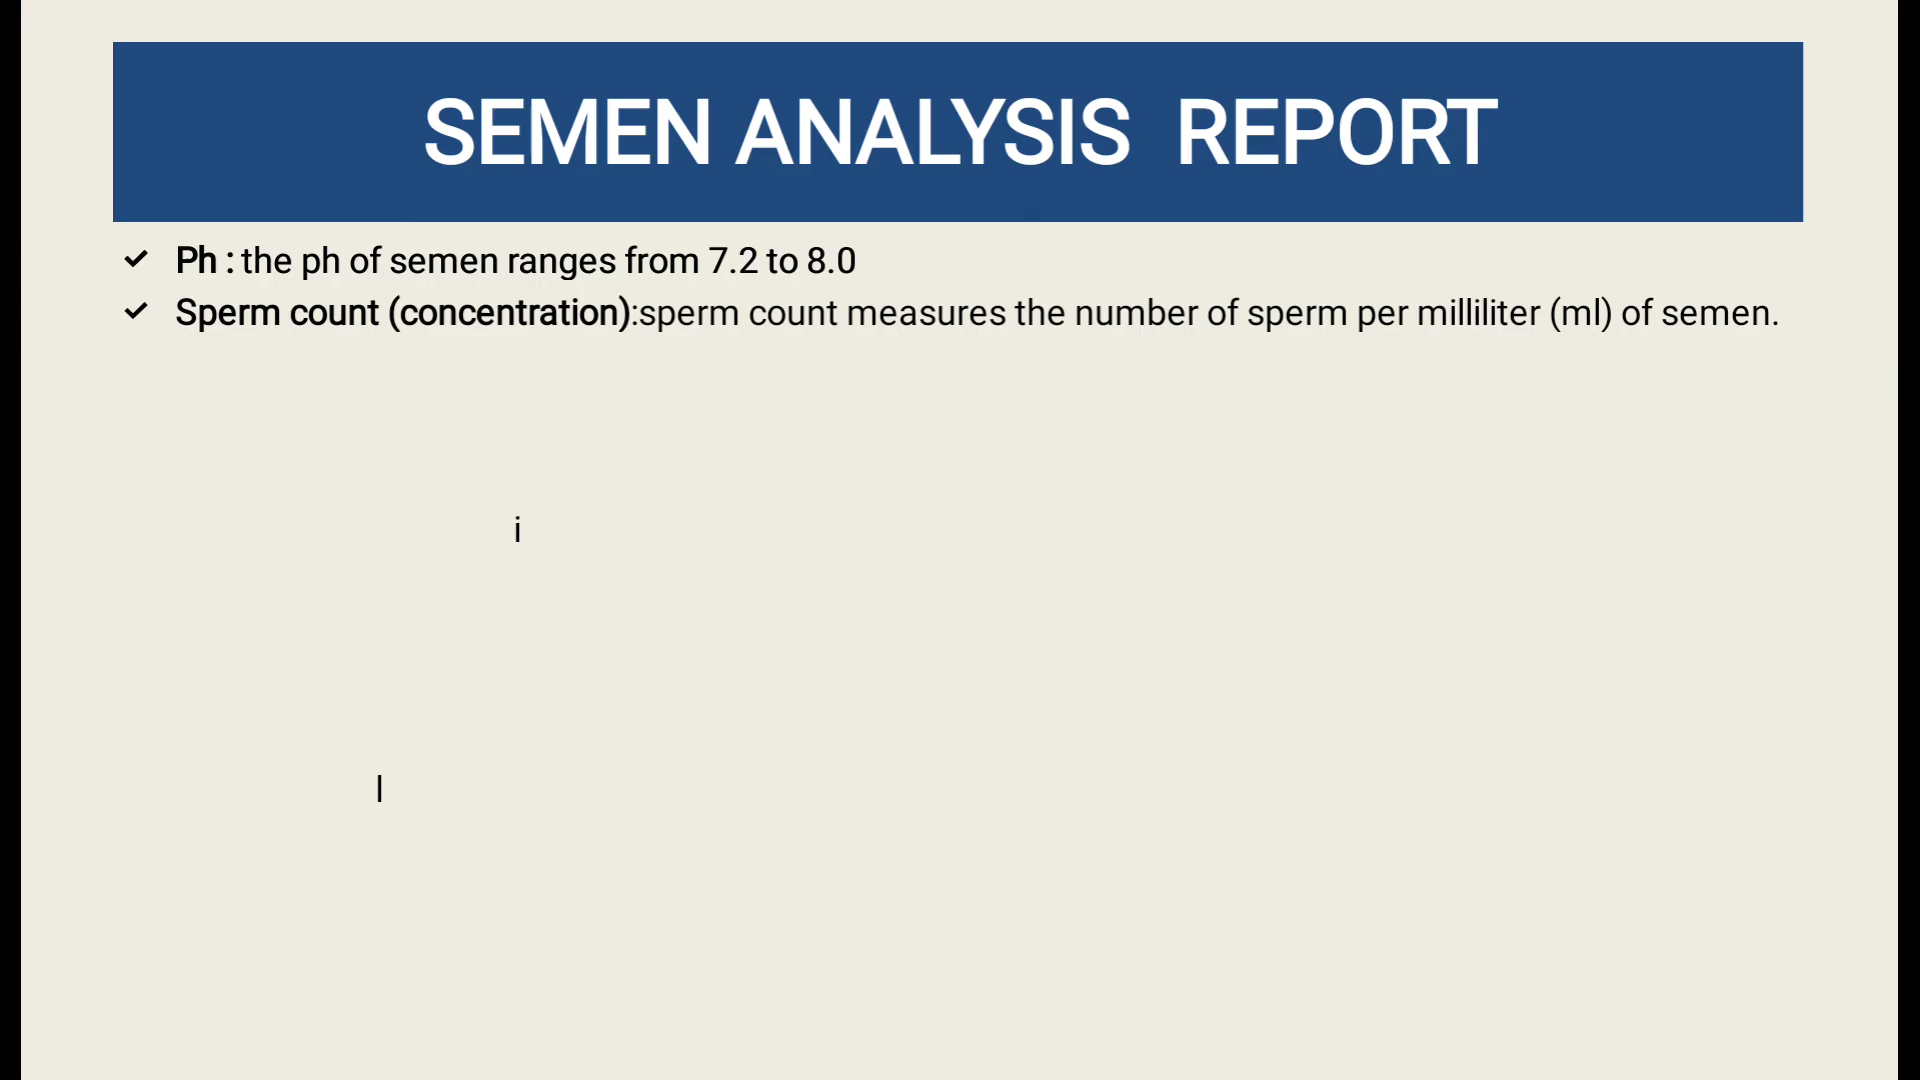 SEMEN ANALYSIS  REPORT
✓ Ph : the ph of semen ranges from 7.2 to 8.0
✓ Sperm count (concentration):sperm count measures the number of sperm per milliliter (ml) of semen.
i
l